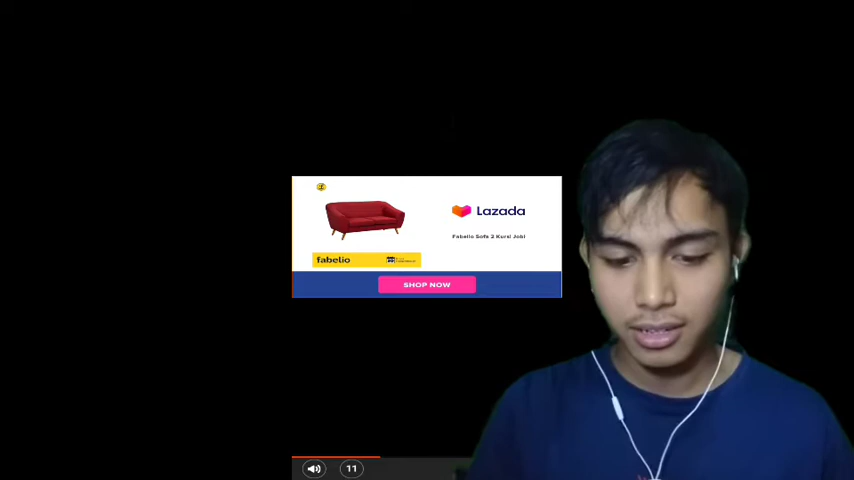 Lazada
Fabelio Sofa 2 Kursi Jobi
fabelio
SHOP NOW
11